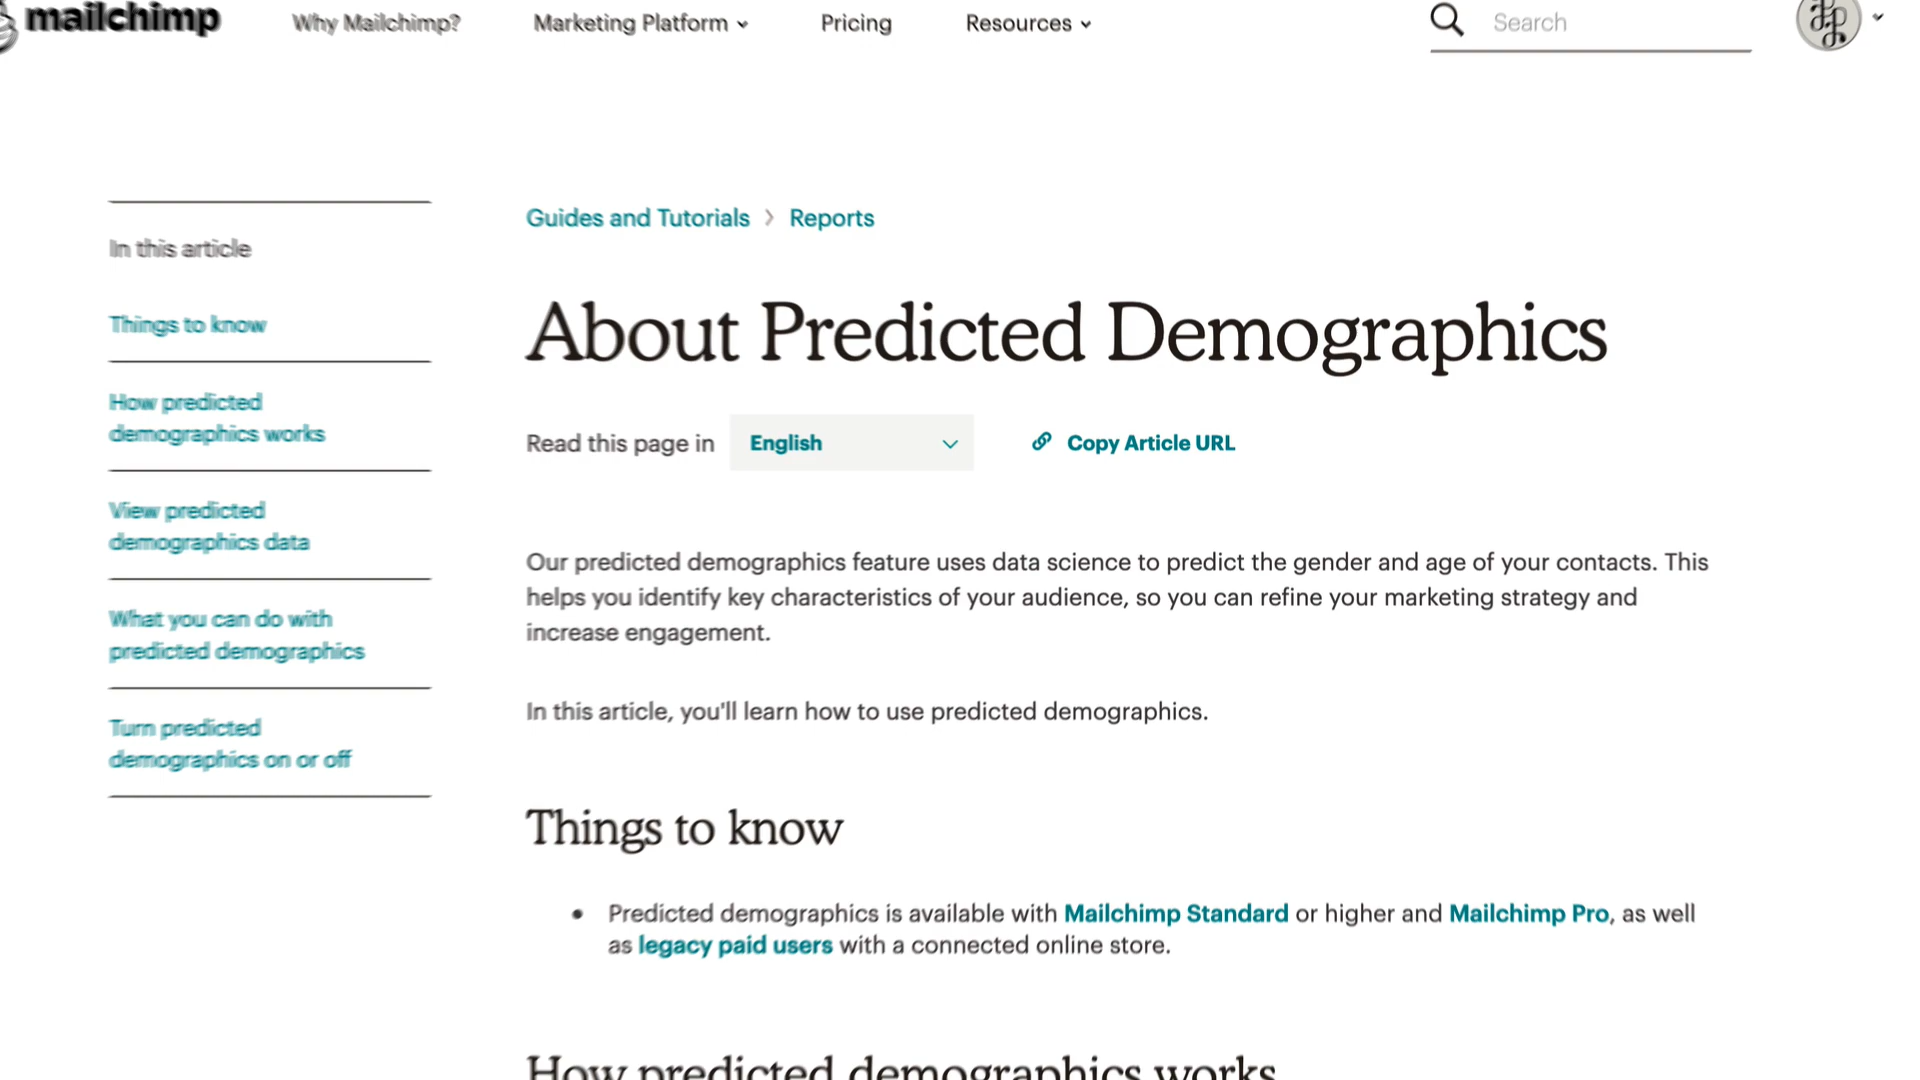 mailchimp
Why Mailchimp?
Marketing Platform
Pricing
Resources
Search
In this article
Things to know
How predicted
demographics works
View predicted
demographics data
What you can do with
predicted demographics
Turn predicted
demographics on or off
Guides and Tutorials > Reports
About Predicted Demographics
Read this page in
English
Copy Article URL
Our predicted demographics feature uses data science to predict the gender and age of your contacts. This
helps you identify key characteristics of your audience, so you can refine your marketing strategy and
increase engagement.
In this article, you'll learn how to use predicted demographics.
Things to know
• Predicted demographics is available with Mailchimp Standard or higher and Mailchimp Pro, as well
as legacy paid users with a connected online store.
How predicted demographics works